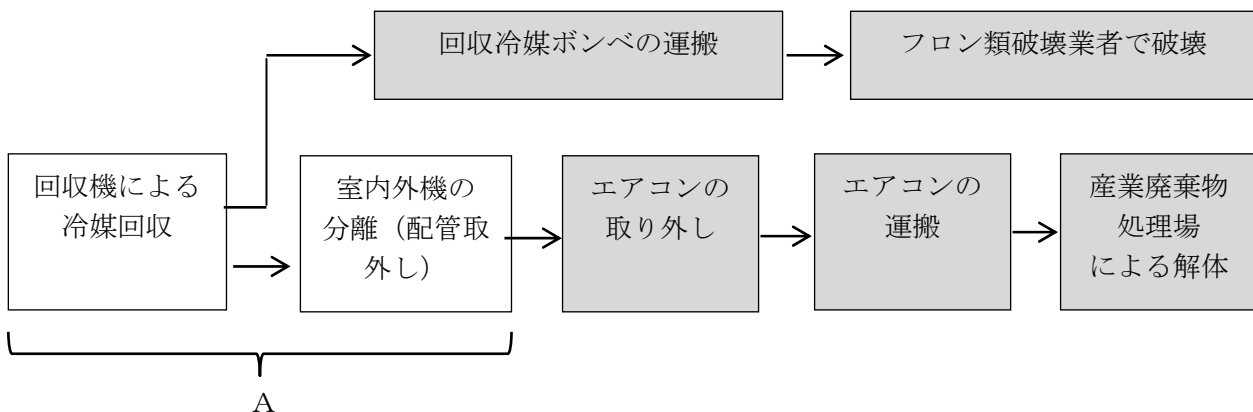 回収冷媒ボンベの運搬
フロン類破壊業者で破壊
回収機による
冷媒回収
室内外機の
分離（配管取
外し）
エアコンの
取り外し
エアコンの
運搬
産業廃棄物
処理場
による解体
A